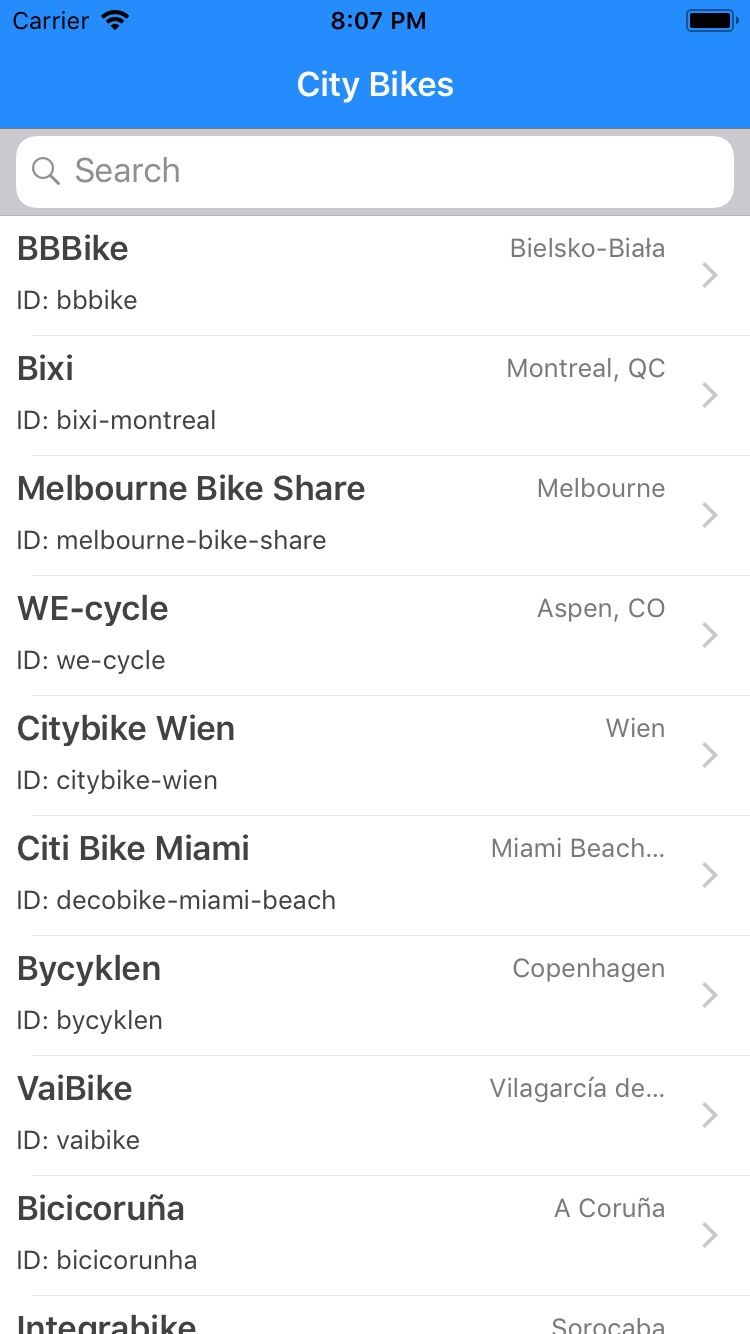 Carrier 8:07 PM
City Bikes
Search
BBBike Bielsko-Biała
ID: bbbike
Bixi Montreal, QC
ID: bixi-montreal
Melbourne Bike Share Melbourne
ID: melbourne-bike-share
WE-cycle Aspen, CO
ID: we-cycle
Citybike Wien Wien
ID: citybike-wien
Citi Bike Miami Miami Beach...
ID: decobike-miami-beach
Bycyklen Copenhagen
ID: bycyklen
VaiBike Vilagarcía de...
ID: vaibike
Bicicoruña A Coruña
ID: bicicorunha
Integrabike Sorocaba